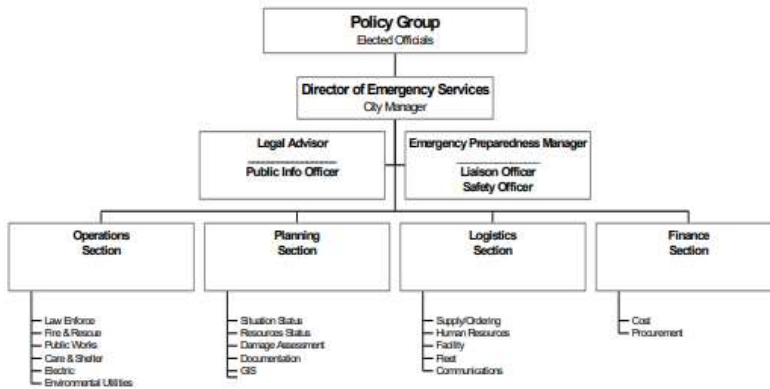 Policy Group
Elected Officials
Director of Emergency Services
City Manager
Legal Advisor
Public Info Officer
Emergency Preparedness Manager
Liaison Officer
Safety Officer
Operations
Section
Planning
Section
Logistics
Section
Finance
Section
Law Enforce
Fire & Rescue
Public Works
Care & Shelter
Electric
Environmental Utilities
Situation Status
Resources Status
Damage Assessment
Documentation
GIS
Supply/Ordering
Human Resources
Facility
Fleet
Communications
Cost
Procurement